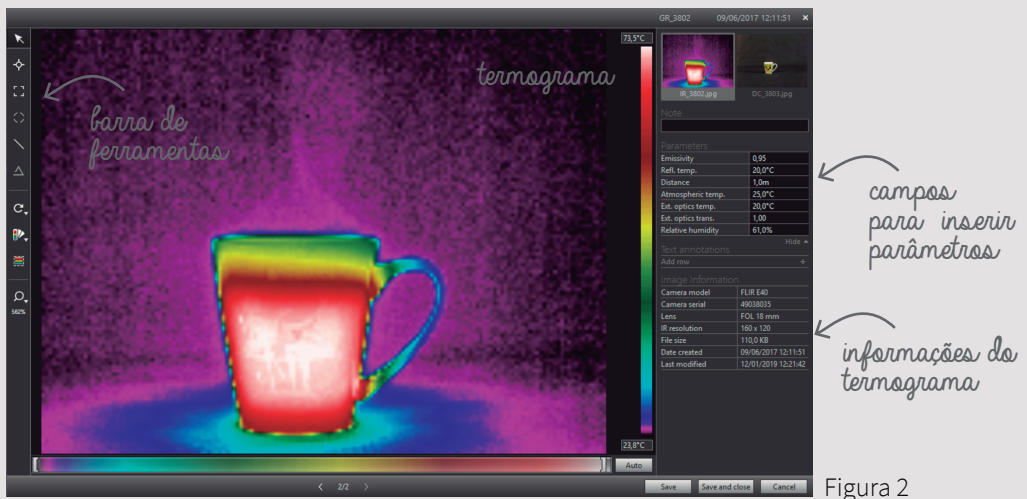 GR_3802 09/06/2017 12:11:51
73,5°C
termograma
barra de
ferramentas
562%
23,8°C
Auto
2/2
IR_3802.jpg DC_3803.jpg
Note
Parameters
Emissivity 0,95
Refl. temp. 20,0°C
Distance 1,0m
Atmospheric temp. 25,0°C
Ext. optics temp. 20,0°C
Ext. optics trans. 1,00
Relative humidity 61,0%
Hide
Text annotations
Add row +
Image Information
Camera model FLIR E40
Camera serial 49038035
Lens FOL 18 mm
IR resolution 160 x 120
File size 110,0 KB
Date created 09/06/2017 12:11:51
Last modified 12/01/2019 12:21:42
campos
para inserir
parâmetros
informações do
termograma
Save Save and close Cancel
Figura 2